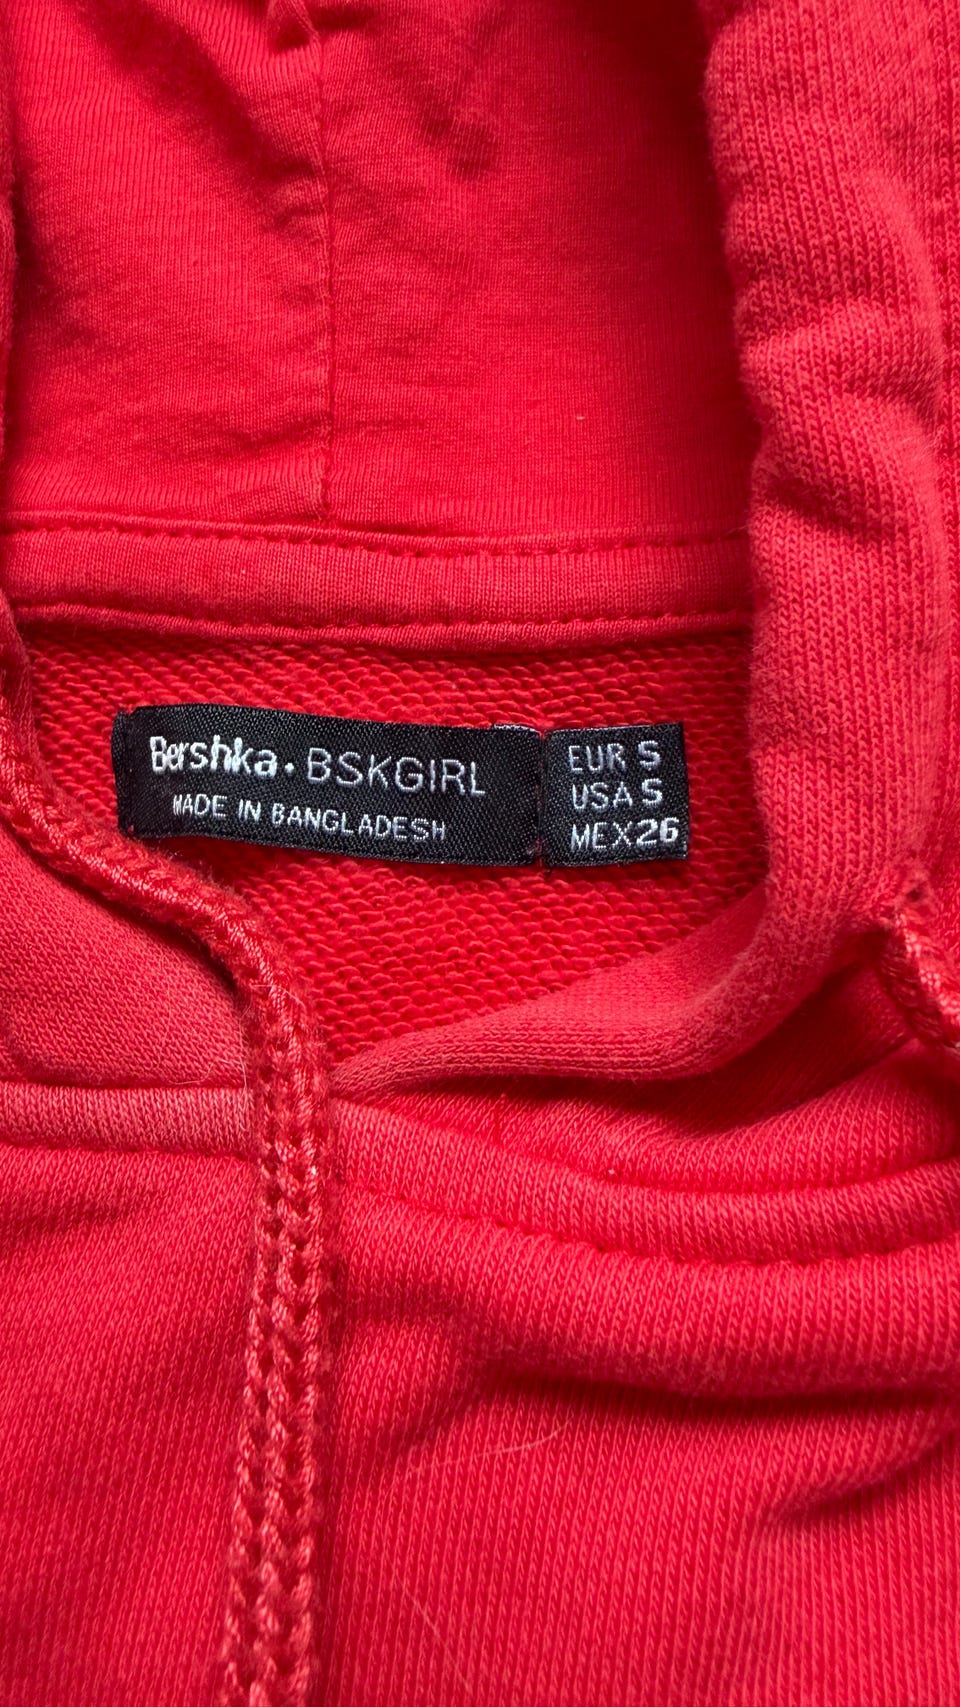 Bershka • BSKGIRL
MADE IN BANGLADESH
EUR S
USA S
MEX 26